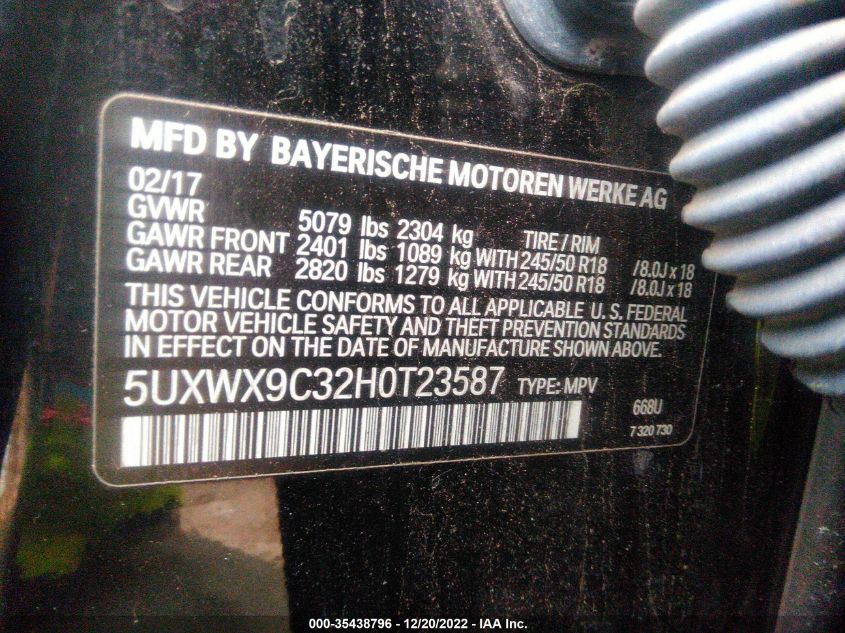 MFD BY BAYERISCHE MOTOREN WERKE AG
02/17
GVWR 5079 lbs 2304 kg TIRE / RIM
GAWR FRONT 2401 lbs 1089 kg WITH 245/50 R18 /8.0J x 18
GAWR REAR 2820 lbs 1279 kg WITH 245/50 R18 /8.0J x 18
THIS VEHICLE CONFORMS TO ALL APPLICABLE U.S. FEDERAL
MOTOR VEHICLE SAFETY AND THEFT PREVENTION STANDARDS
IN EFFECT ON THE DATE OF MANUFACTURE SHOWN ABOVE.
5UXWX9C32H0T23587 TYPE: MPV
668U
7 320 730
000-35438796 - 12/20/2022 - IAA Inc.